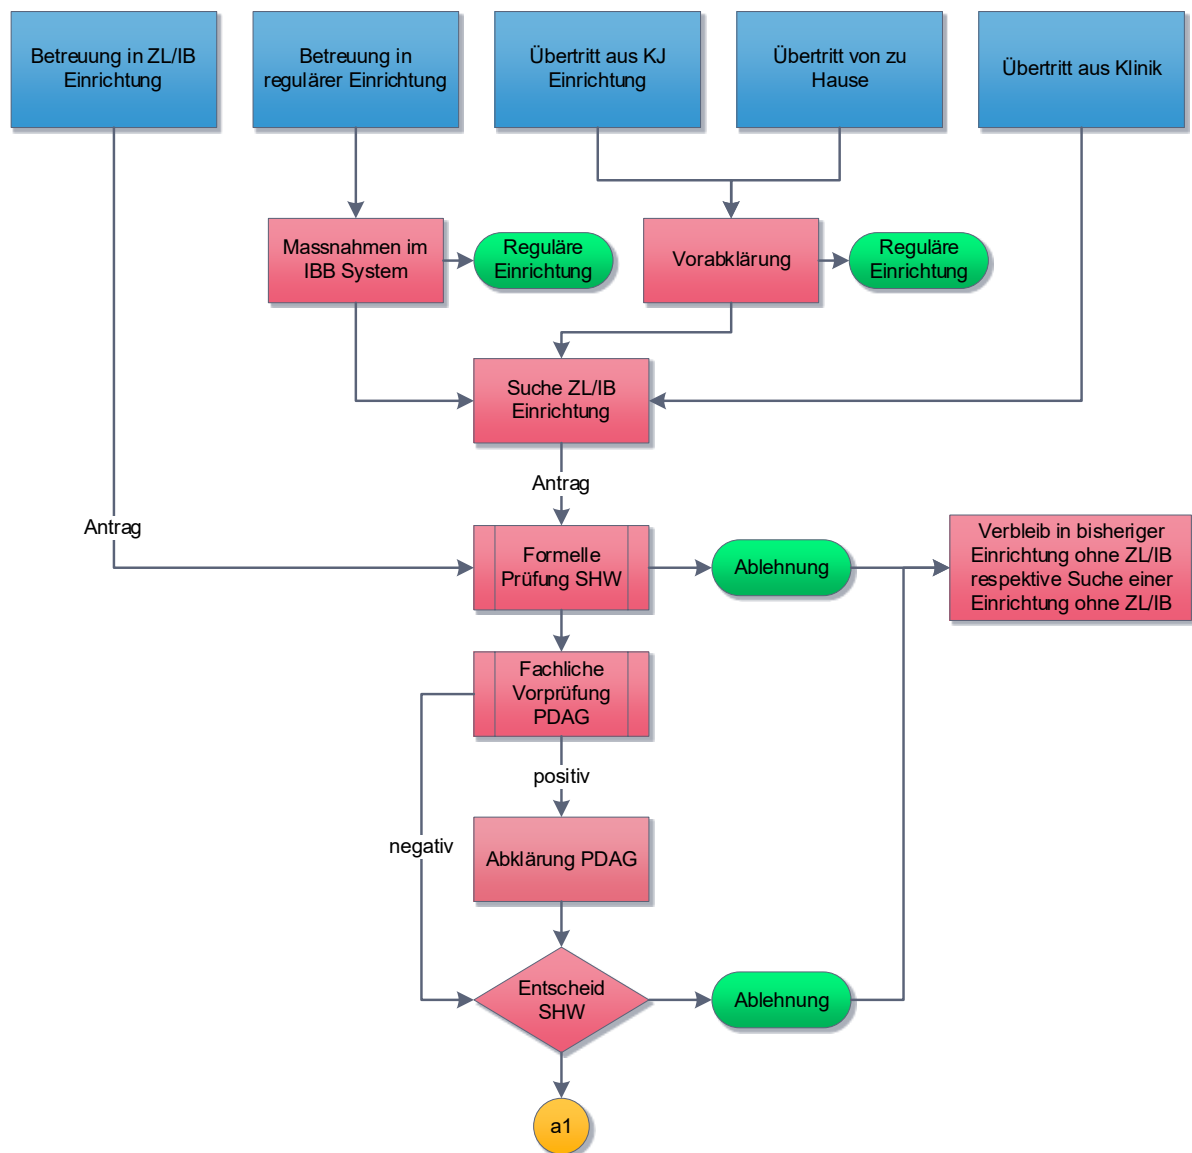 Betreuung in ZL/IB
Einrichtung
Betreuung in
regulärer Einrichtung
Übertritt aus KJ
Einrichtung
Übertritt von zu
Hause
Übertritt aus Klinik
Massnahmen im
IBB System
Reguläre
Einrichtung
Vorabklärung
Reguläre
Einrichtung
Suche ZL/IB
Einrichtung
Antrag
Antrag
Formelle
Prüfung SHW
Ablehnung
Verbleib in bisheriger
Einrichtung ohne ZL/IB
respektive Suche einer
Einrichtung ohne ZL/IB
Fachliche
Vorprüfung
PDAG
positiv
negativ
Abklärung PDAG
Entscheid
SHW
Ablehnung
a1